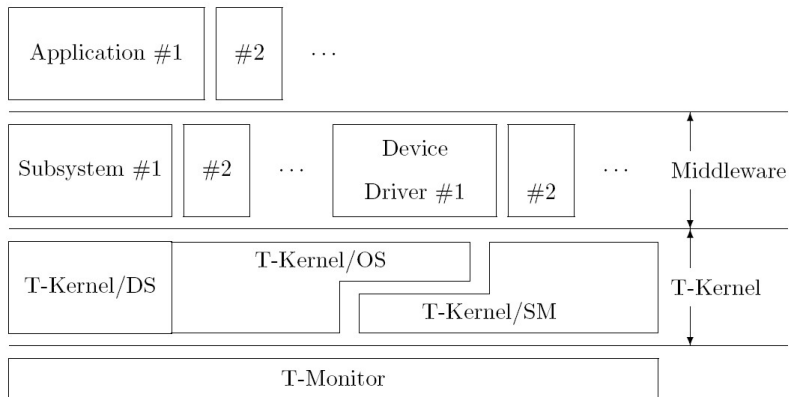 Application #1 #2 ...
Subsystem #1 #2 ... Device Driver #1 #2 ... Middleware
T-Kernel/DS T-Kernel/OS T-Kernel/SM T-Kernel
T-Monitor